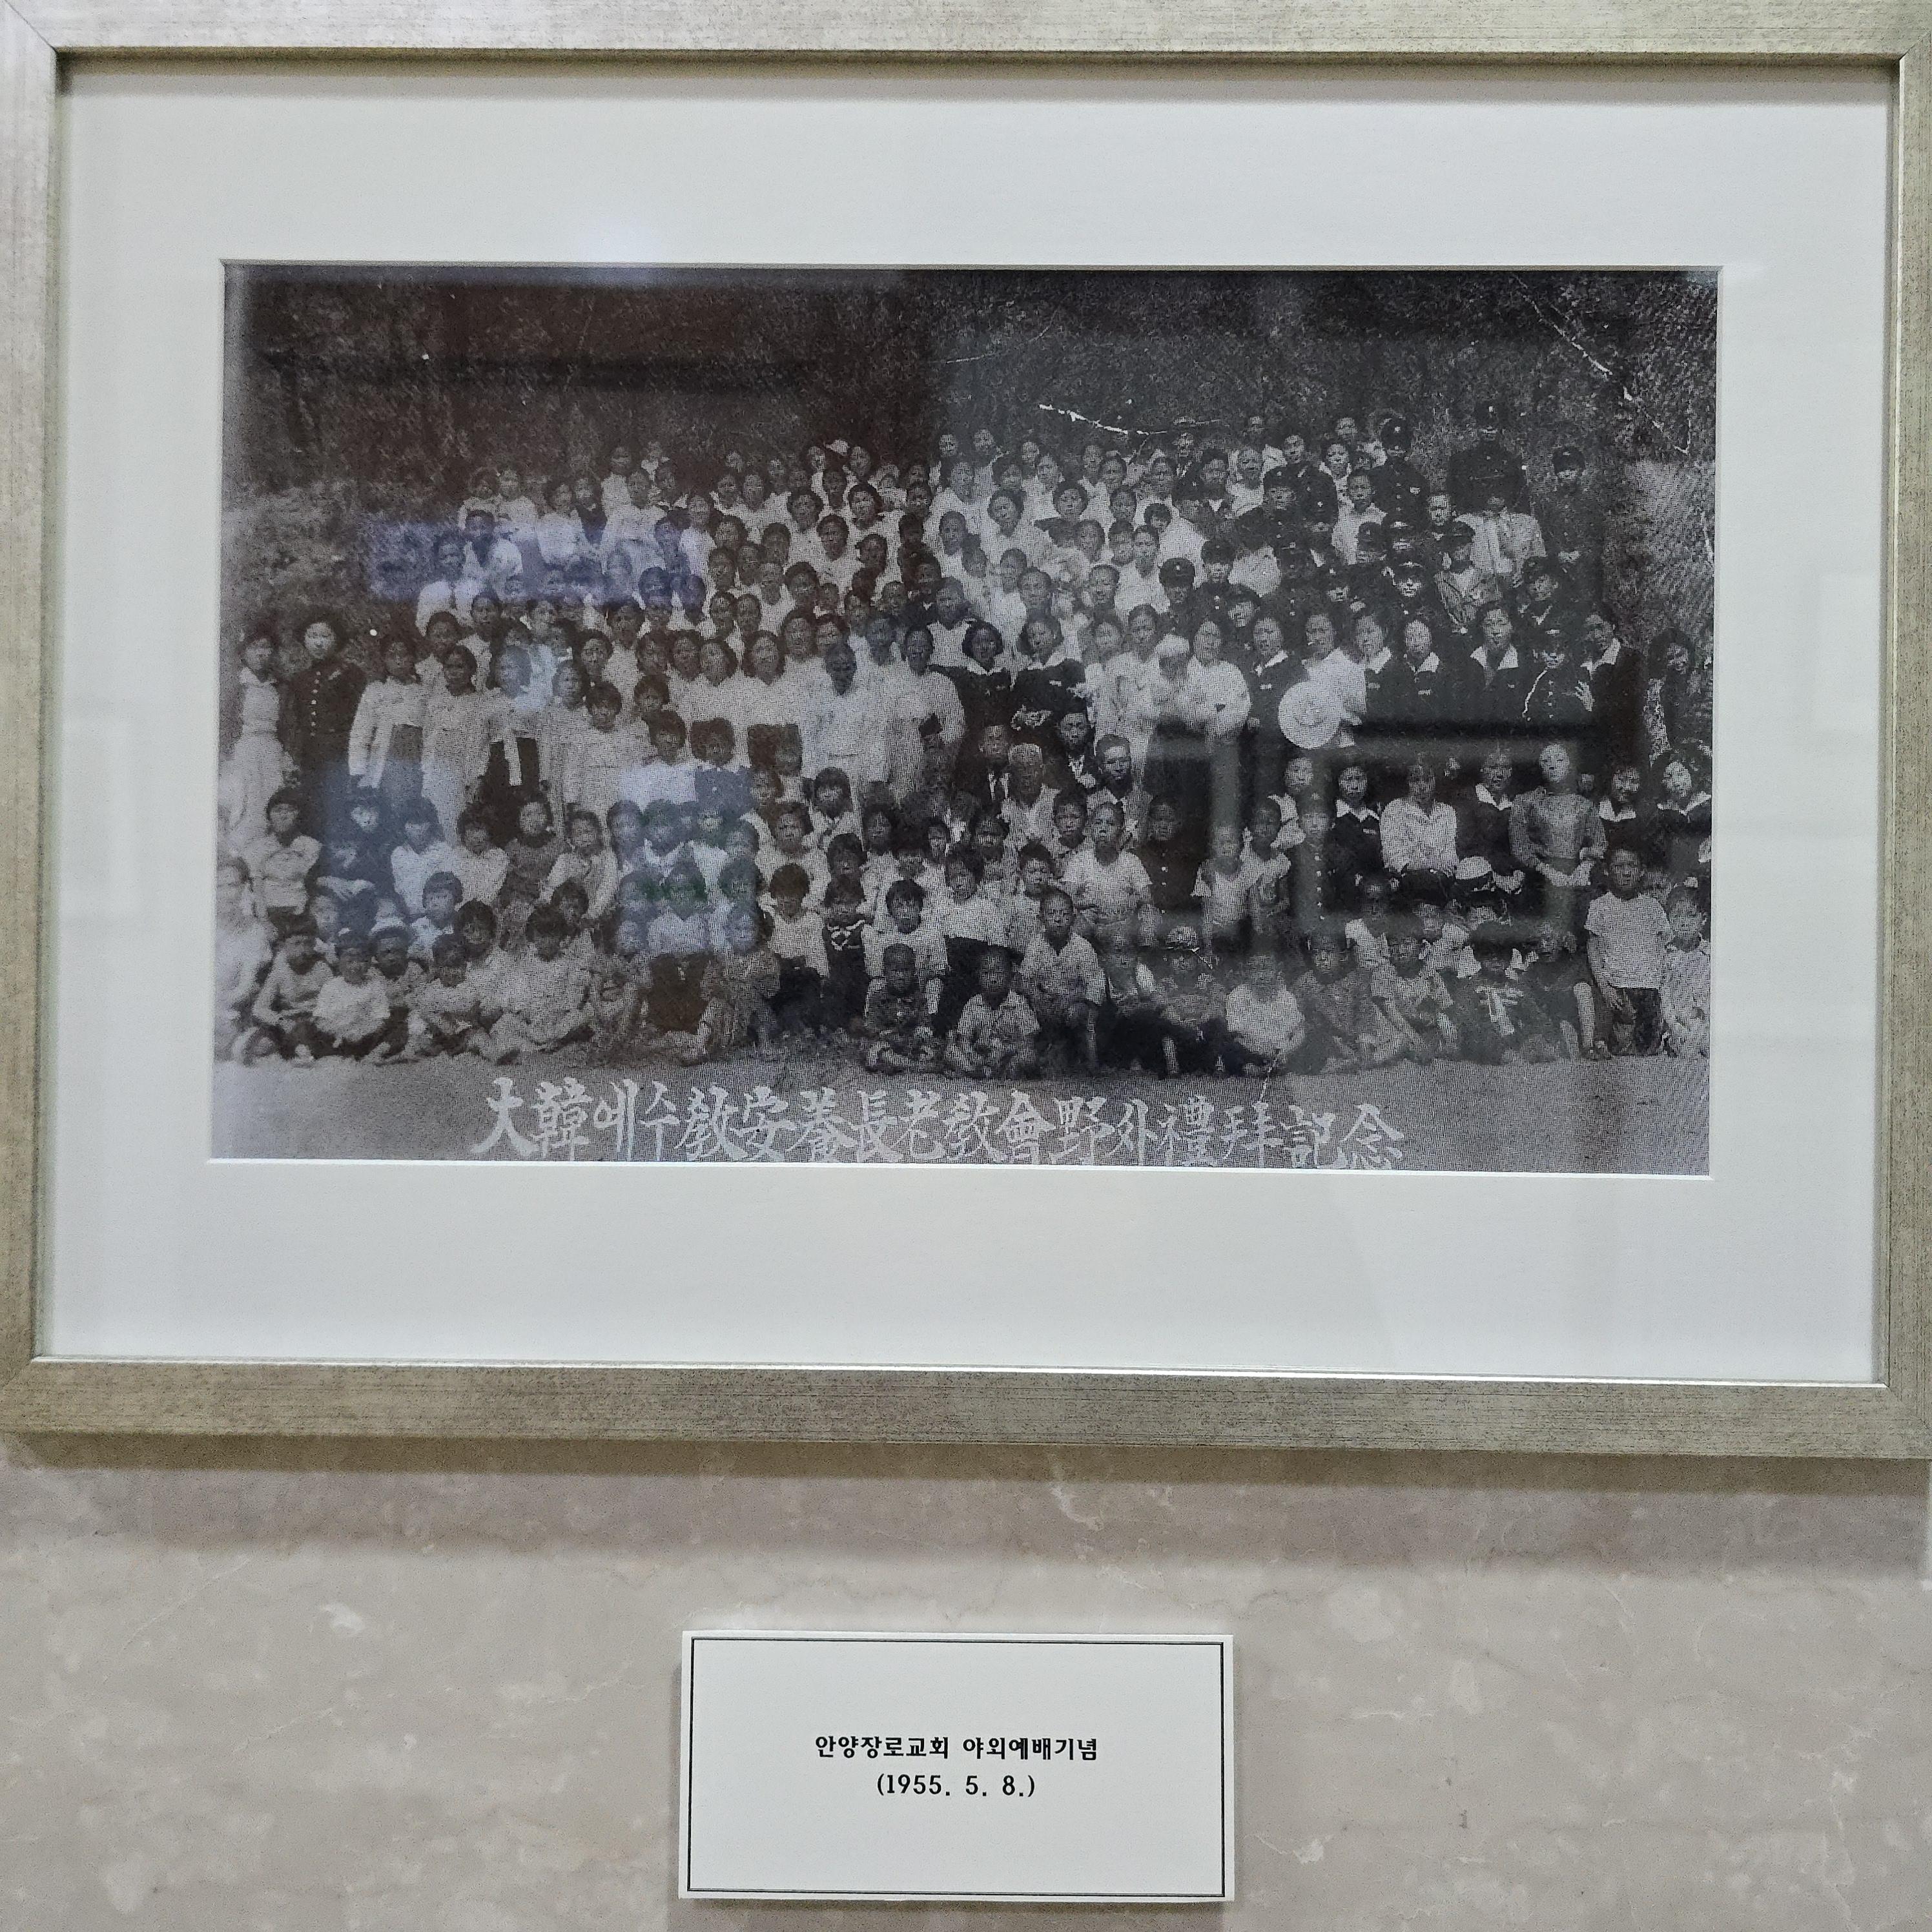 大韓예수敎安養長老敎會野外禮拜記念
안양장로교회 야외예배기념
(1955. 5. 8.)